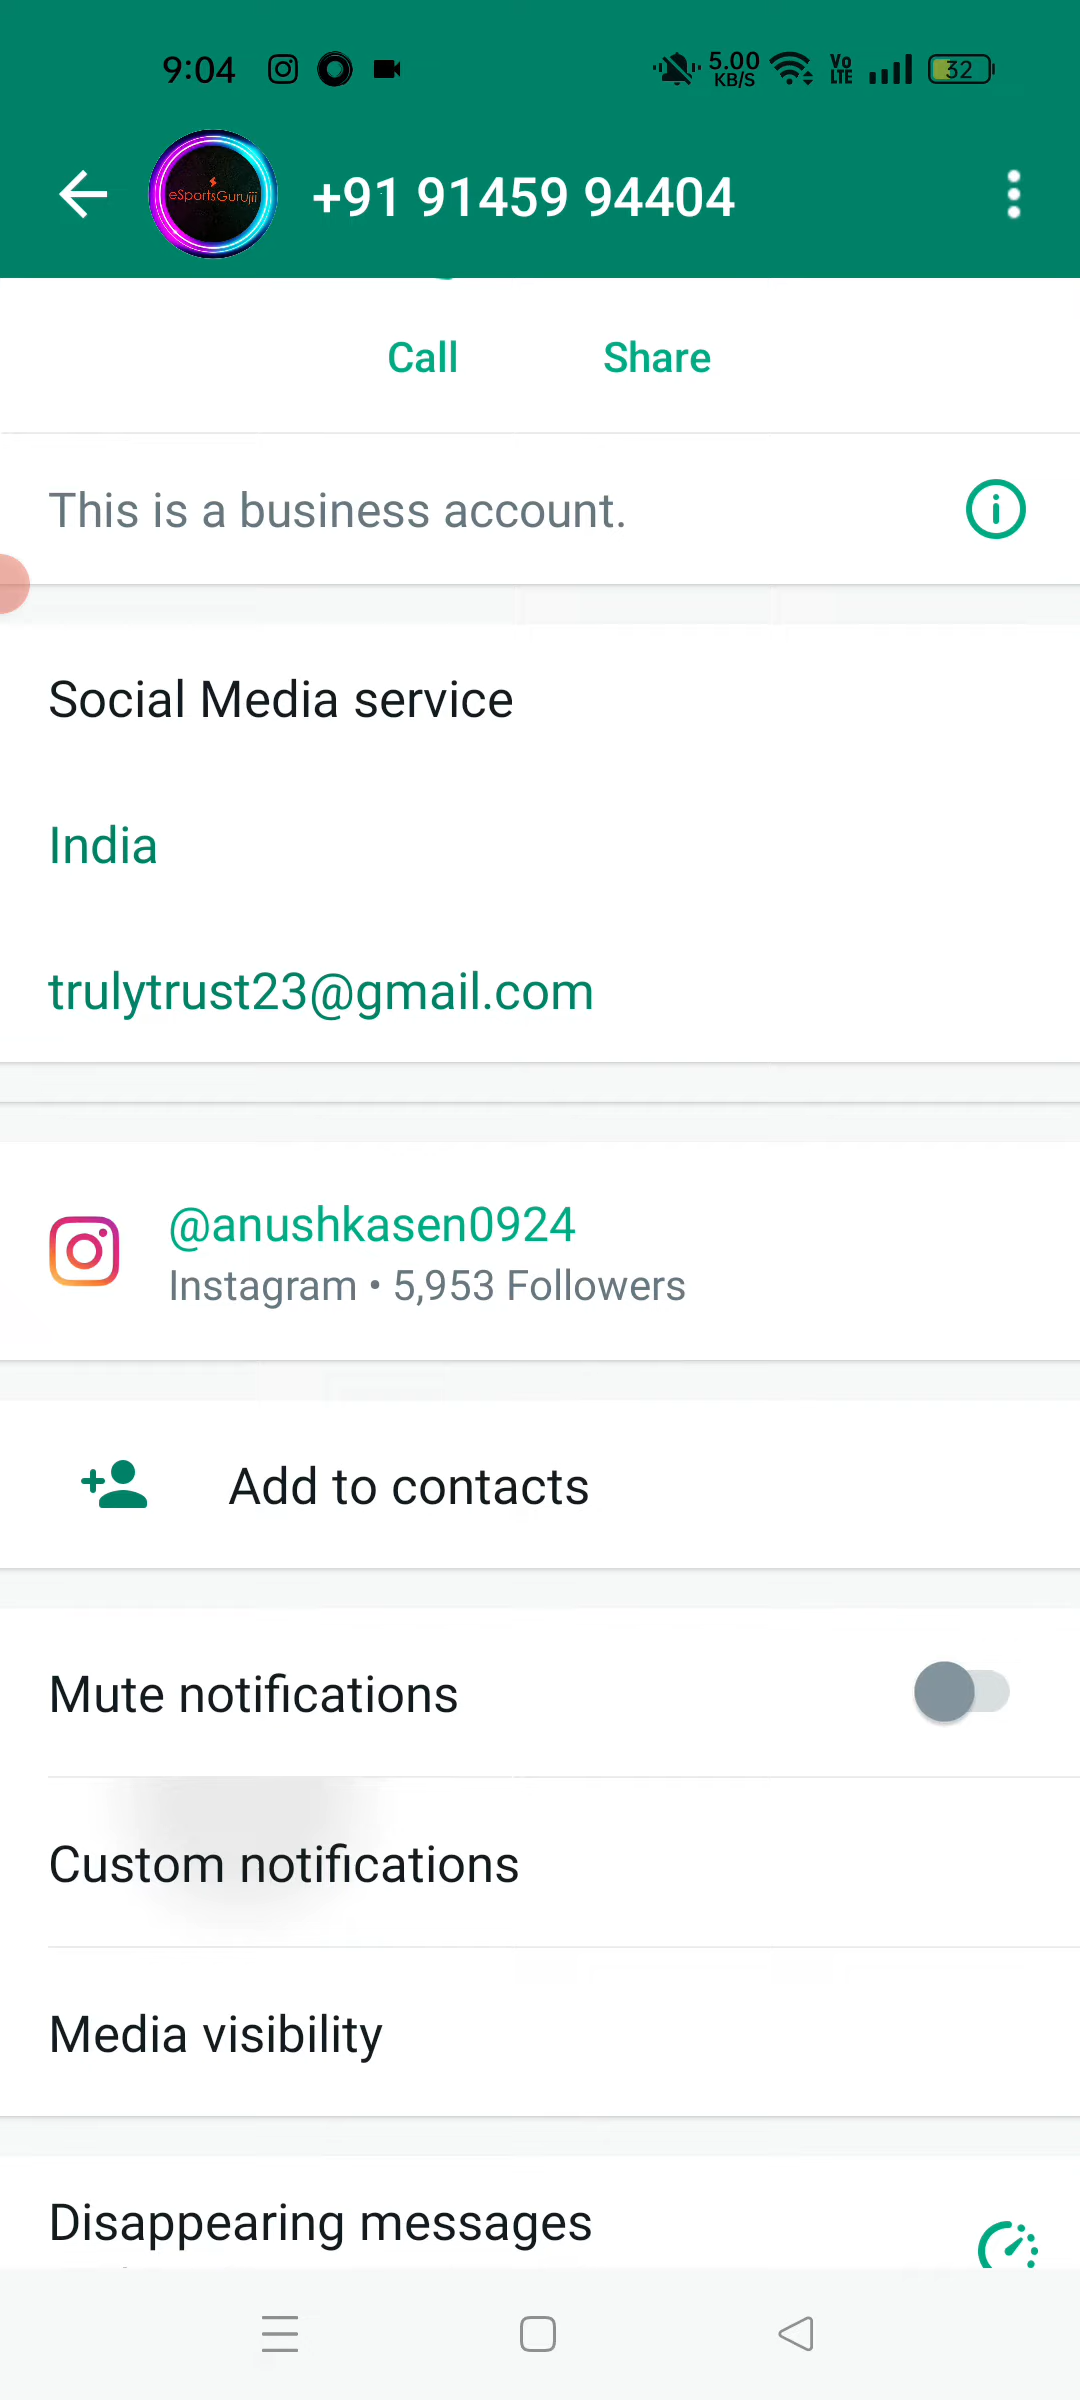 9:04
5.00
KB/S
Vo
LTE
32
eSportsGurujii
+91 91459 94404
Call
Share
This is a business account.
Social Media service
India
trulytrust23@gmail.com
@anushkasen0924
Instagram • 5,953 Followers
Add to contacts
Mute notifications
Custom notifications
Media visibility
Disappearing messages